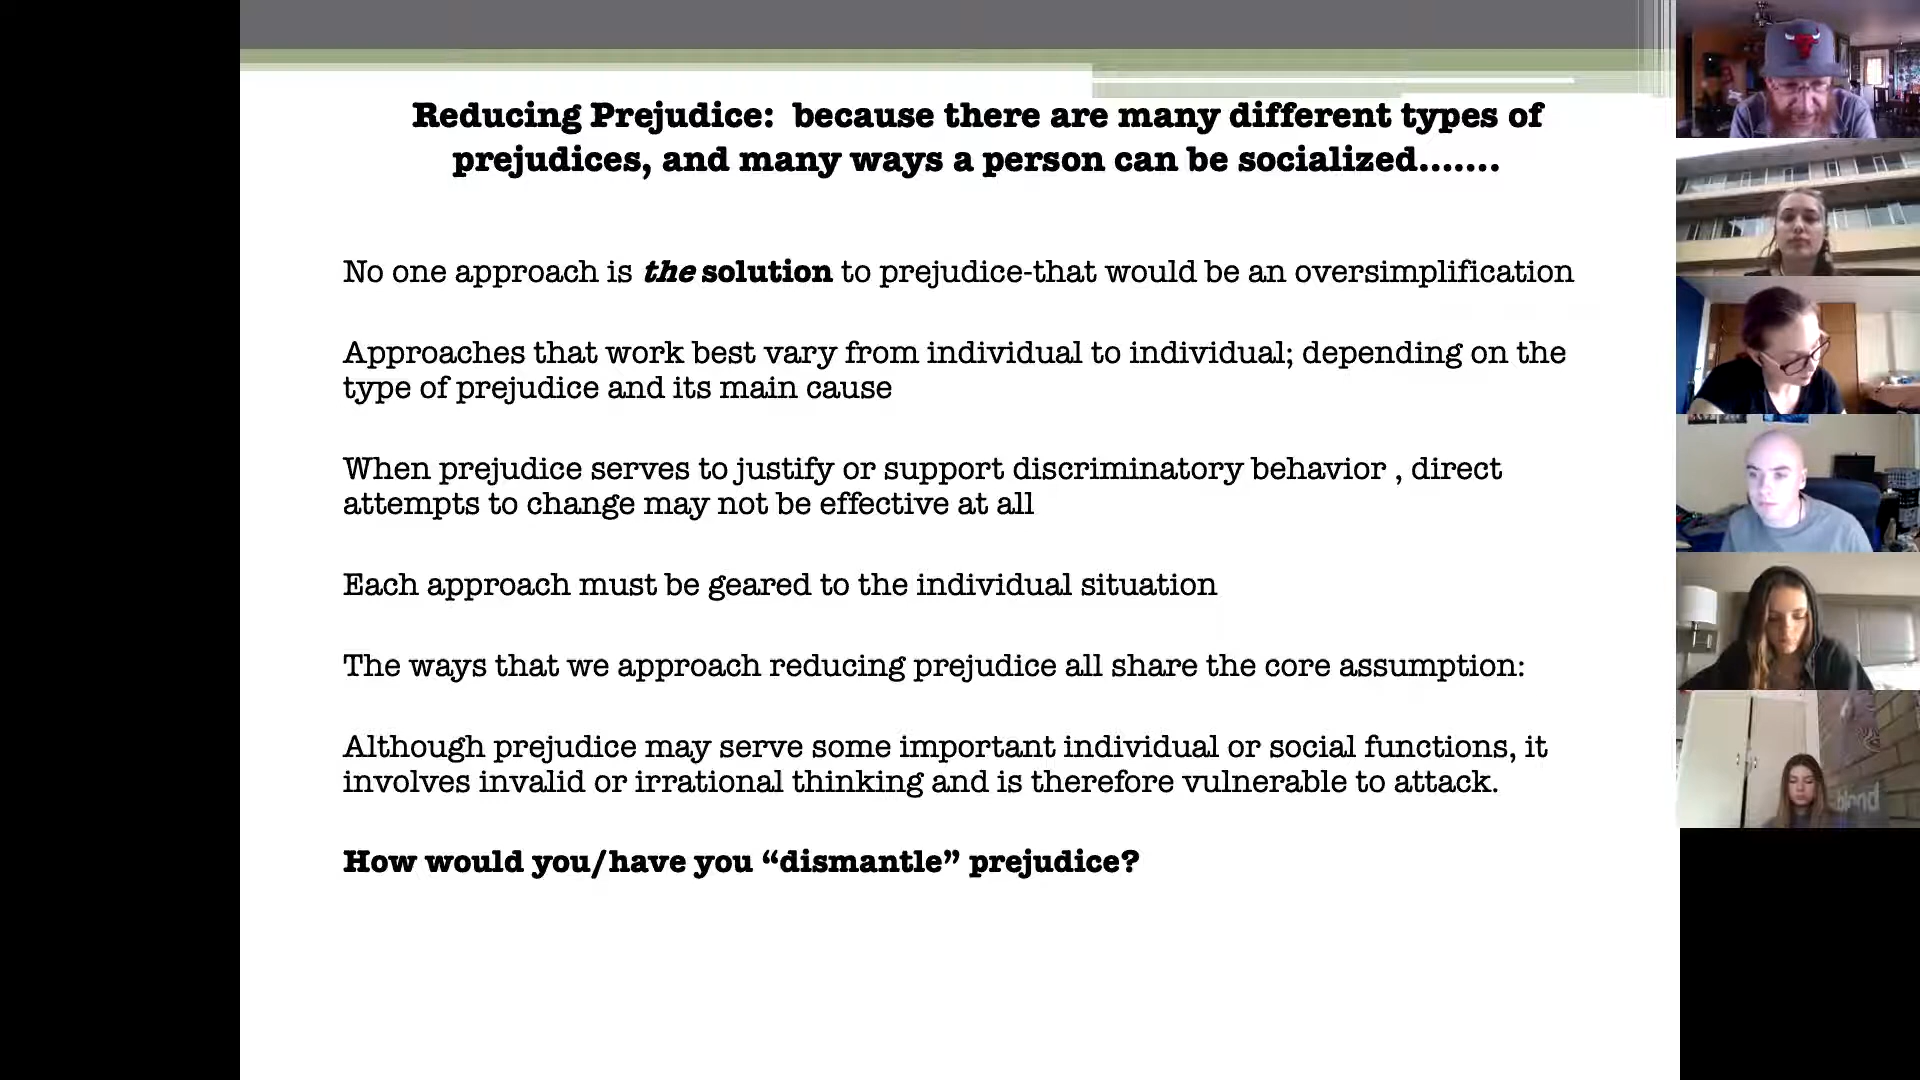 Reducing Prejudice:  because there are many different types of
prejudices, and many ways a person can be socialized.......
No one approach is the solution to prejudice-that would be an oversimplification
Approaches that work best vary from individual to individual; depending on the
type of prejudice and its main cause
When prejudice serves to justify or support discriminatory behavior , direct
attempts to change may not be effective at all
Each approach must be geared to the individual situation
The ways that we approach reducing prejudice all share the core assumption:
Although prejudice may serve some important individual or social functions, it
involves invalid or irrational thinking and is therefore vulnerable to attack.
How would you/have you “dismantle” prejudice?
blond